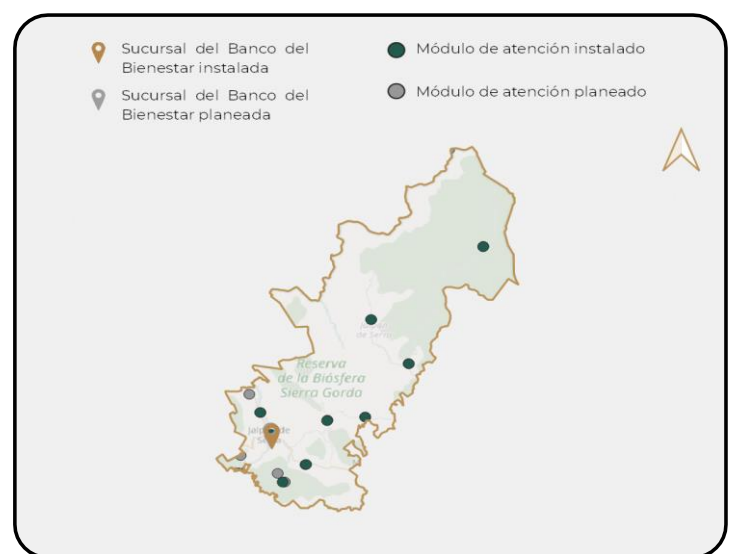 Sucursal del Banco del
Bienestar instalada
Sucursal del Banco del
Bienestar planeada
Módulo de atención instalado
Módulo de atención planeado
Reserva
de la Biósfera
Sierra Gorda